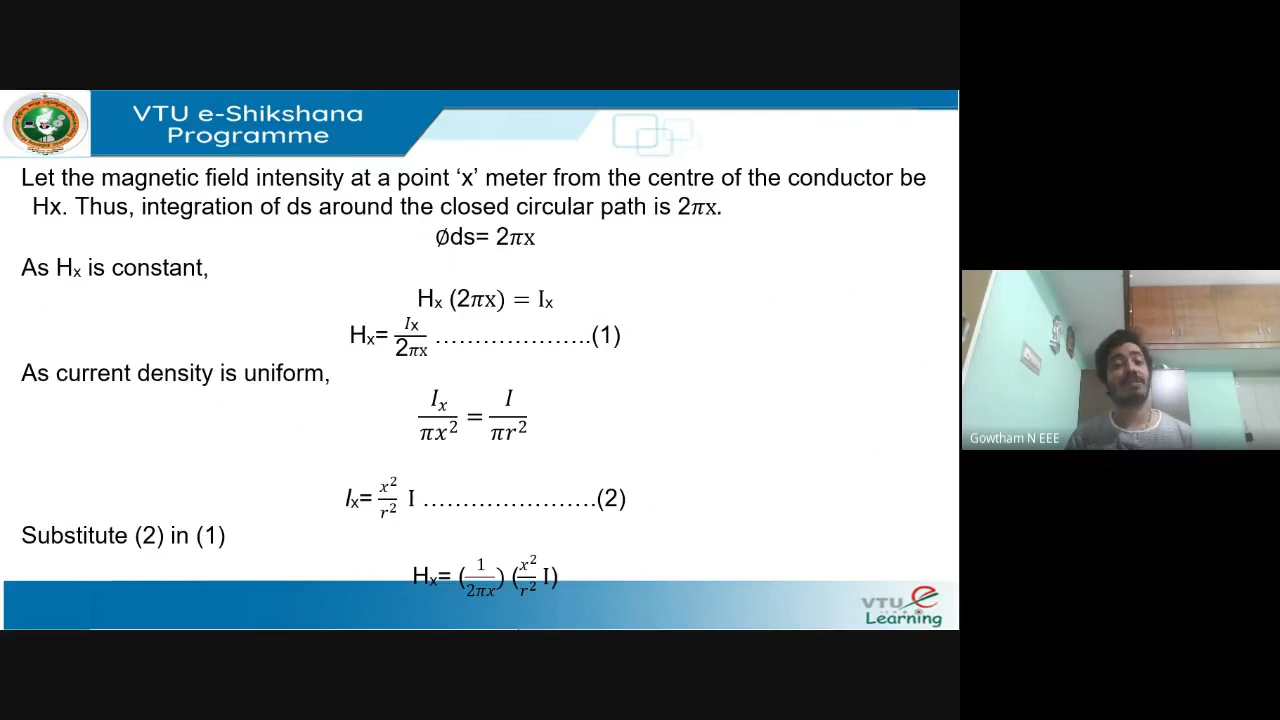 VTU e-Shikshana
Programme
Let the magnetic field intensity at a point ‘x’ meter from the centre of the conductor be
Hx. Thus, integration of ds around the closed circular path is 2πx.
∮ds= 2πx
As Hₓ is constant,
Hₓ (2πx) = Iₓ
Hₓ= Iₓ/2πx ………………….(1)
As current density is uniform,
Iₓ/πx² = I/πr²
Iₓ= x²/r² I ………………….(2)
Substitute (2) in (1)
Hₓ= (1/2πx) (x²/r² I)
VTU e
Learning
Gowtham N EEE